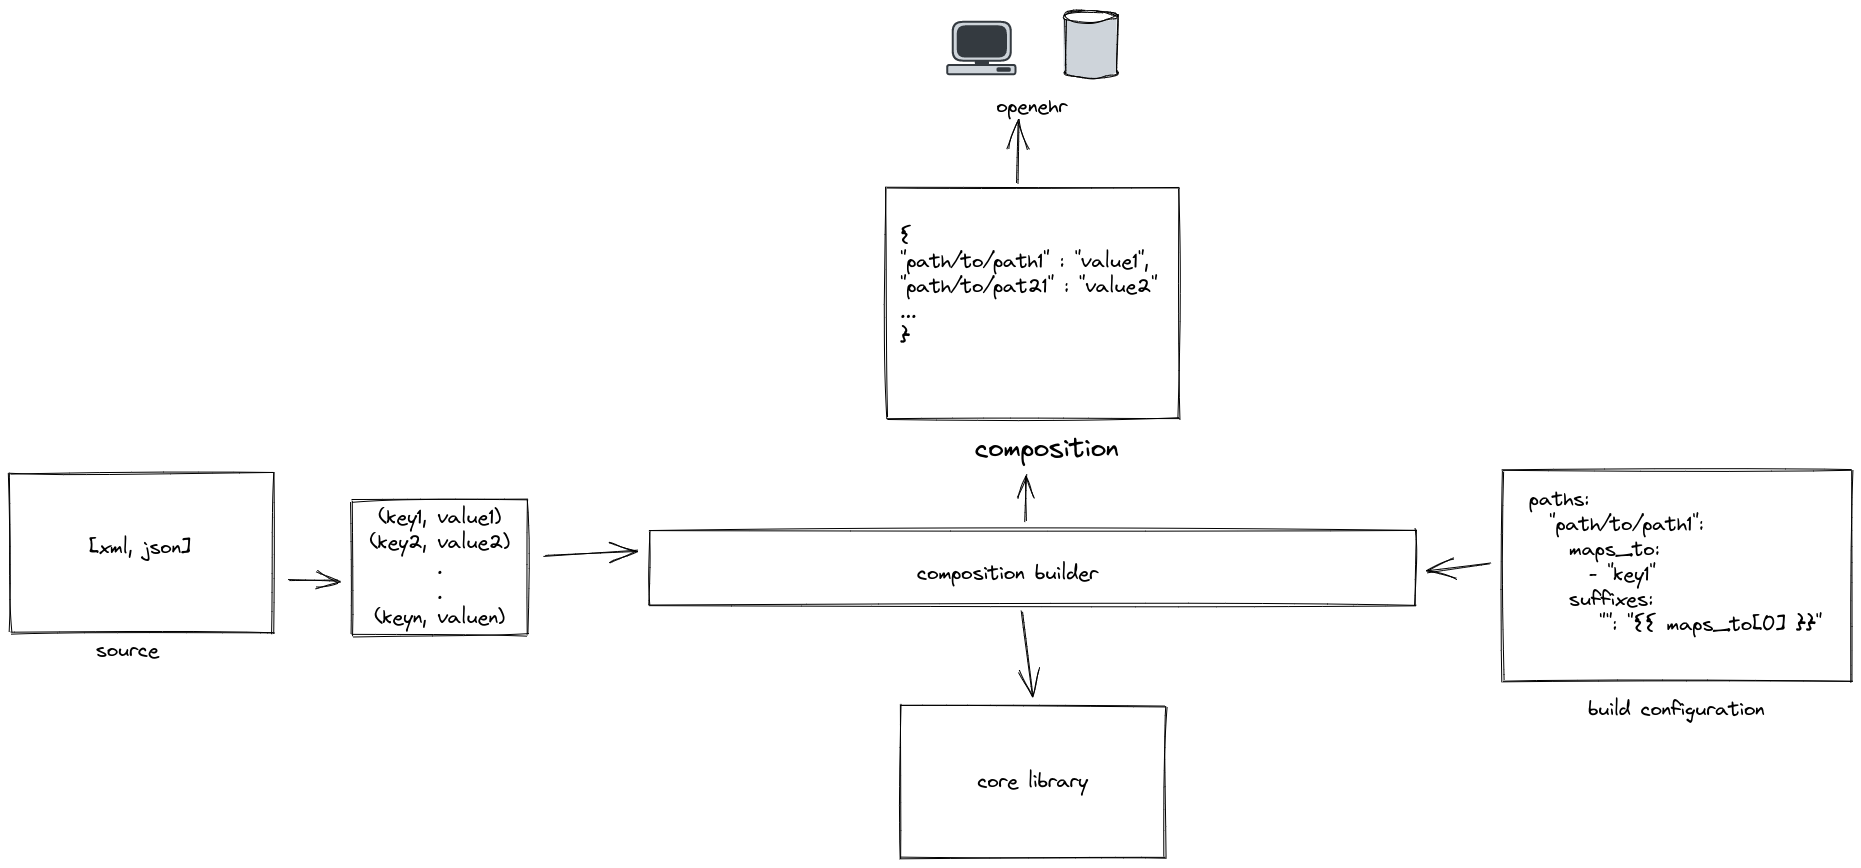 openehr
{
"path/to/path1" : "value1",
"path/to/pat21" : "value2"
...
}
composition
[xml, json]
source
(key1, value1)
(key2, value2)
.
.
(keyn, valuen)
composition builder
core library
paths:
"path/to/path1":
maps_to:
- "key1"
suffixes:
"": "{{ maps_to[0] }}"
build configuration